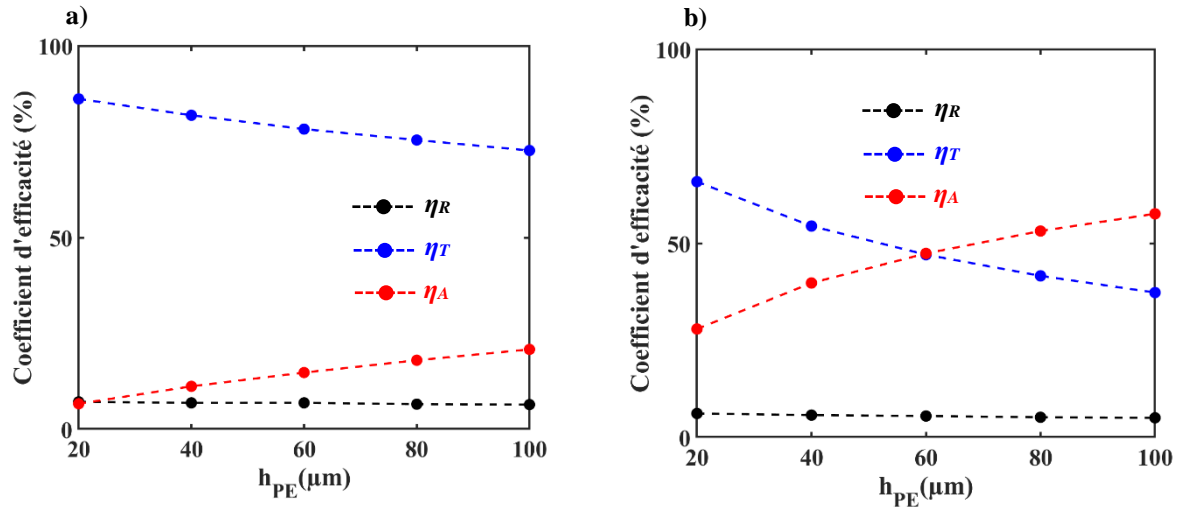 a)
100
50
0
Coefficient d'efficacité (%)
ηR
ηT
ηA
20 40 60 80 100
hPE(μm)
b)
100
50
0
Coefficient d'efficacité (%)
ηR
ηT
ηA
20 40 60 80 100
hPE(μm)